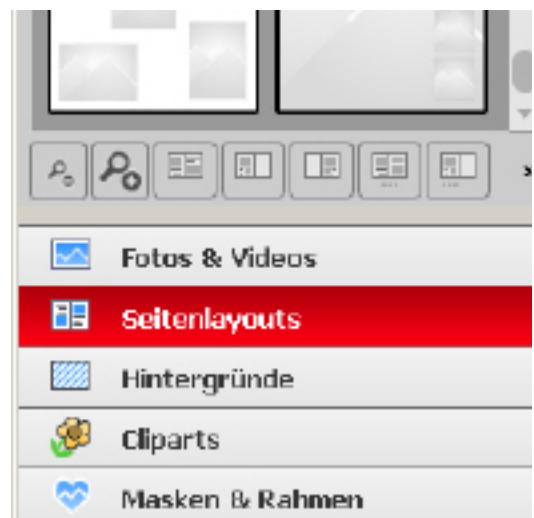 Fotos & Videos
Seitenlayouts
Hintergründe
Cliparts
Masken & Rahmen